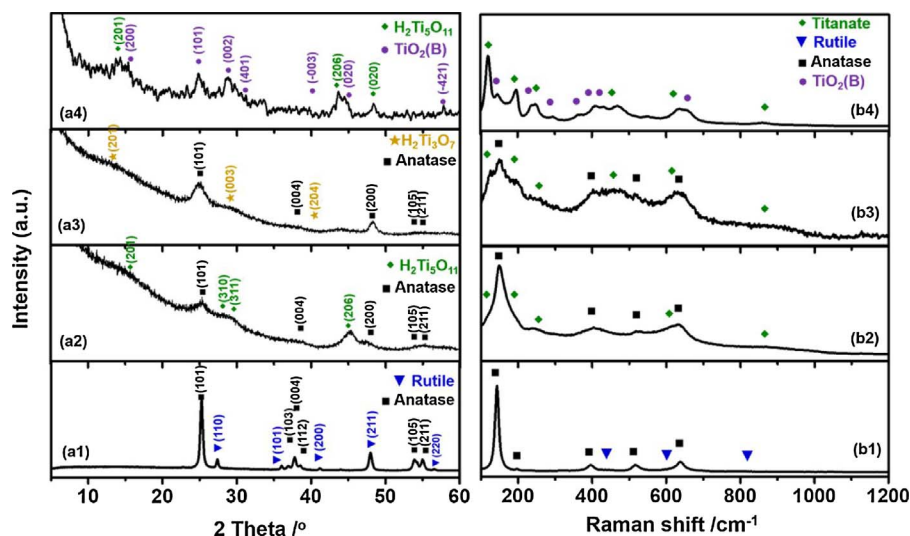 Intensity (a.u.)
(201)
(200)
(101)
(002)
(401)
(-003)
(206)
(020)
(020)
(-421)
H₂Ti₅O₁₁
TiO₂(B)
(a4)
(201)
(101)
(003)
(004)
(204)
(200)
(105)
(211)
H₂Ti₃O₇
Anatase
(a3)
(201)
(101)
(310)
(311)
(004)
(206)
(200)
(105)
(211)
H₂Ti₅O₁₁
Anatase
(a2)
(101)
(110)
(101)
(103)
(004)
(112)
(200)
(211)
(105)
(211)
(220)
Rutile
Anatase
(a1)
10 20 30 40 50 60
2 Theta /°
Titanate
Rutile
Anatase
TiO₂(B)
(b4)
(b3)
(b2)
(b1)
200 400 600 800 1000 1200
Raman shift /cm⁻¹